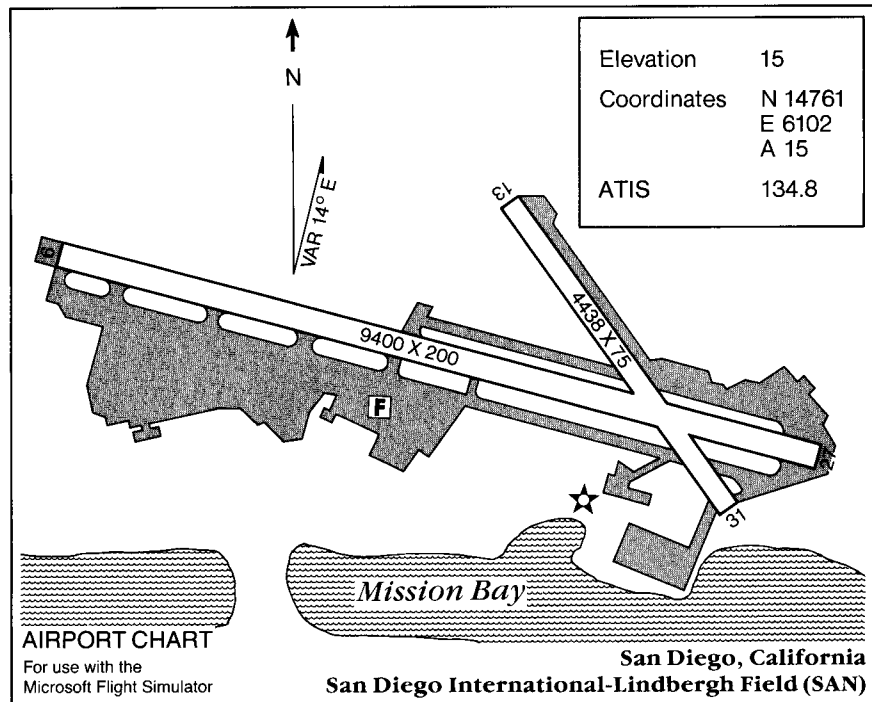 N
VAR 14° E
Elevation 15
Coordinates N 14761
E 6102
A 15
ATIS 134.8
13
9
4438 X 75
9400 X 200
F
27
31
Mission Bay
AIRPORT CHART
For use with the
Microsoft Flight Simulator
San Diego, California
San Diego International-Lindbergh Field (SAN)